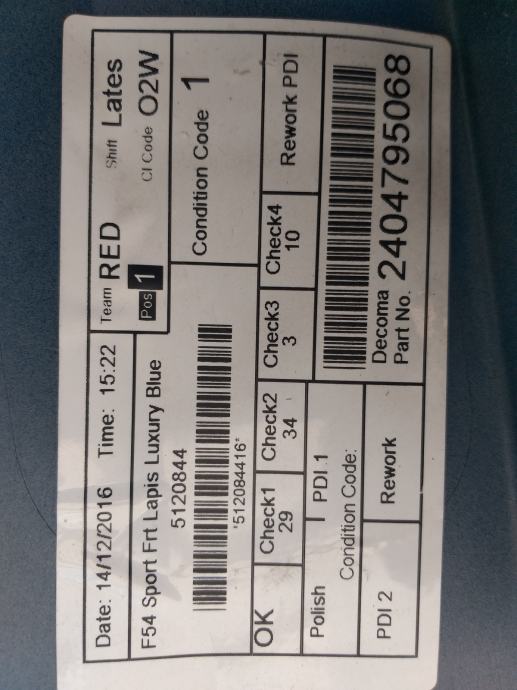 Date: 14/12/2016 Time: 15:22 Team RED Shift Lates
Pos 1 CI Code O2W
F54 Sport Frt Lapis Luxury Blue
5120844
*512084416*
Condition Code 1
OK Check1 Check2 Check3 Check4 Rework PDI
29 34 3 10
Polish PDI 1
Condition Code:
PDI 2 Rework
Decoma
Part No. 2404795068